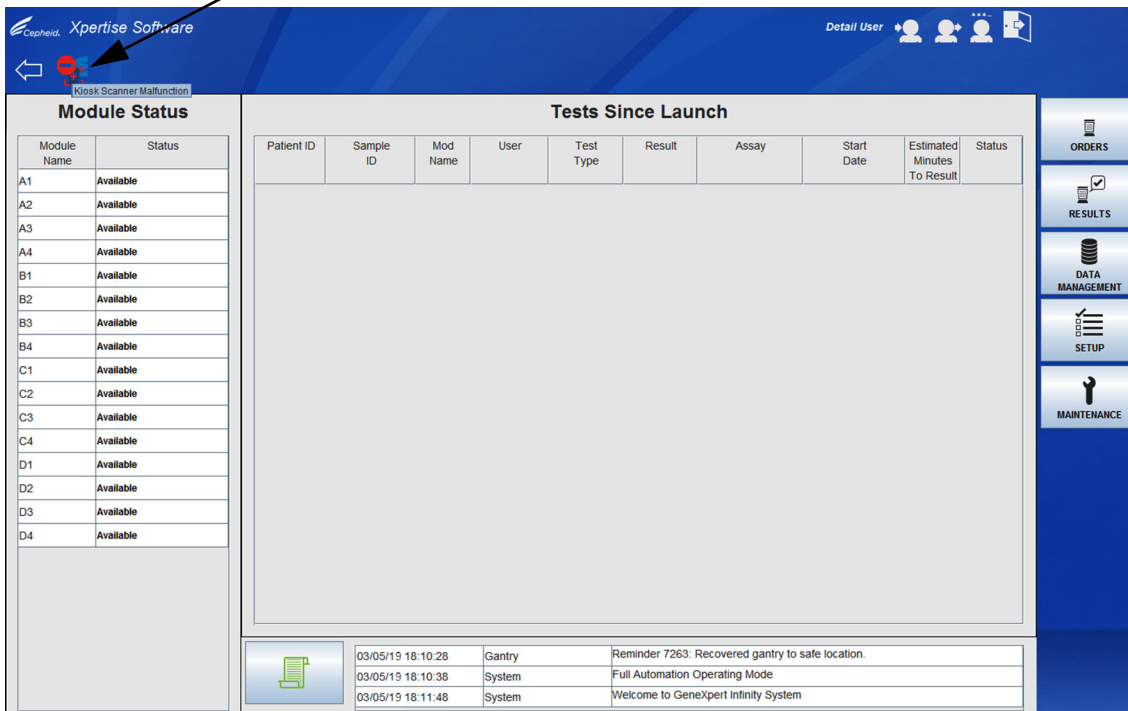 Cepheid. Xpertise Software
Detail User
Kiosk Scanner Malfunction
Module Status
Module Name
Status
A1 Available
A2 Available
A3 Available
A4 Available
B1 Available
B2 Available
B3 Available
B4 Available
C1 Available
C2 Available
C3 Available
C4 Available
D1 Available
D2 Available
D3 Available
D4 Available
Tests Since Launch
Patient ID
Sample ID
Mod Name
User
Test Type
Result
Assay
Start Date
Estimated Minutes To Result
Status
03/05/19 18:10:28 Gantry Reminder 7263: Recovered gantry to safe location.
03/05/19 18:10:38 System Full Automation Operating Mode
03/05/19 18:11:48 System Welcome to GeneXpert Infinity System
ORDERS
RESULTS
DATA
MANAGEMENT
SETUP
MAINTENANCE